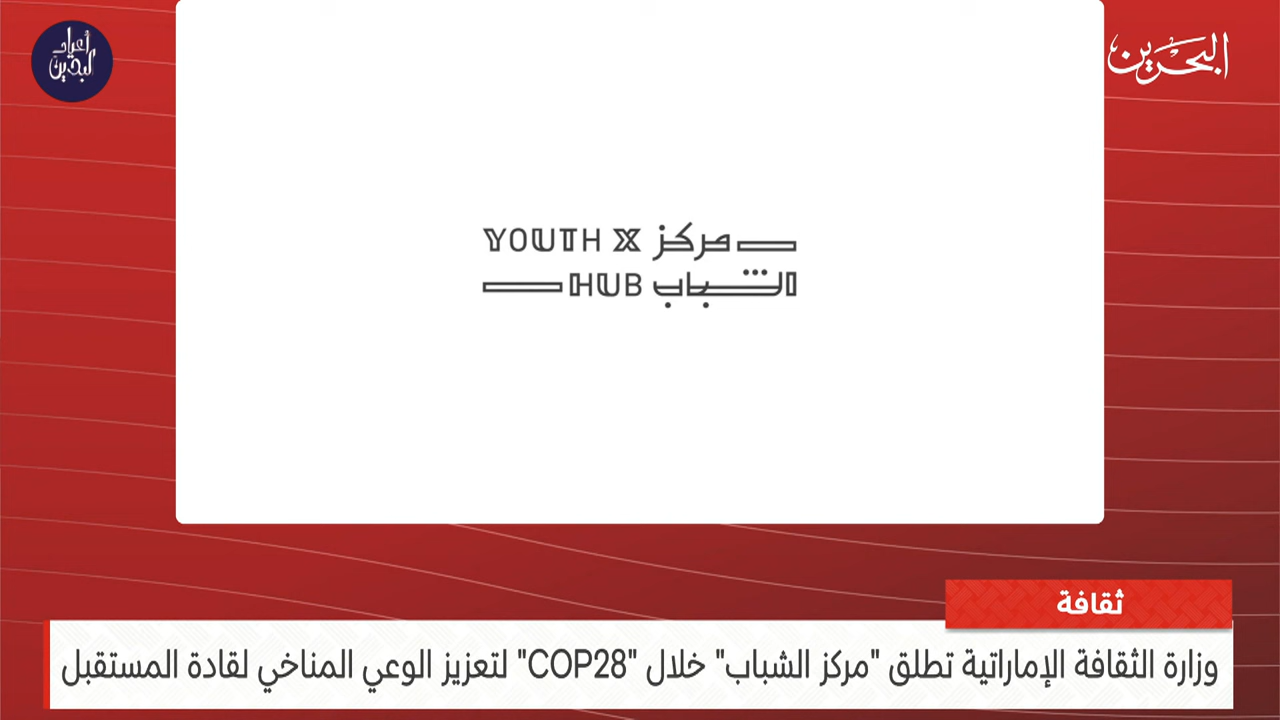 أعياد
البحرين
البحرين
YOUTH X مركز
HUB الشباب
ثقافة
وزارة الثقافة الإماراتية تطلق "مركز الشباب" خلال "COP28" لتعزيز الوعي المناخي لقادة المستقبل